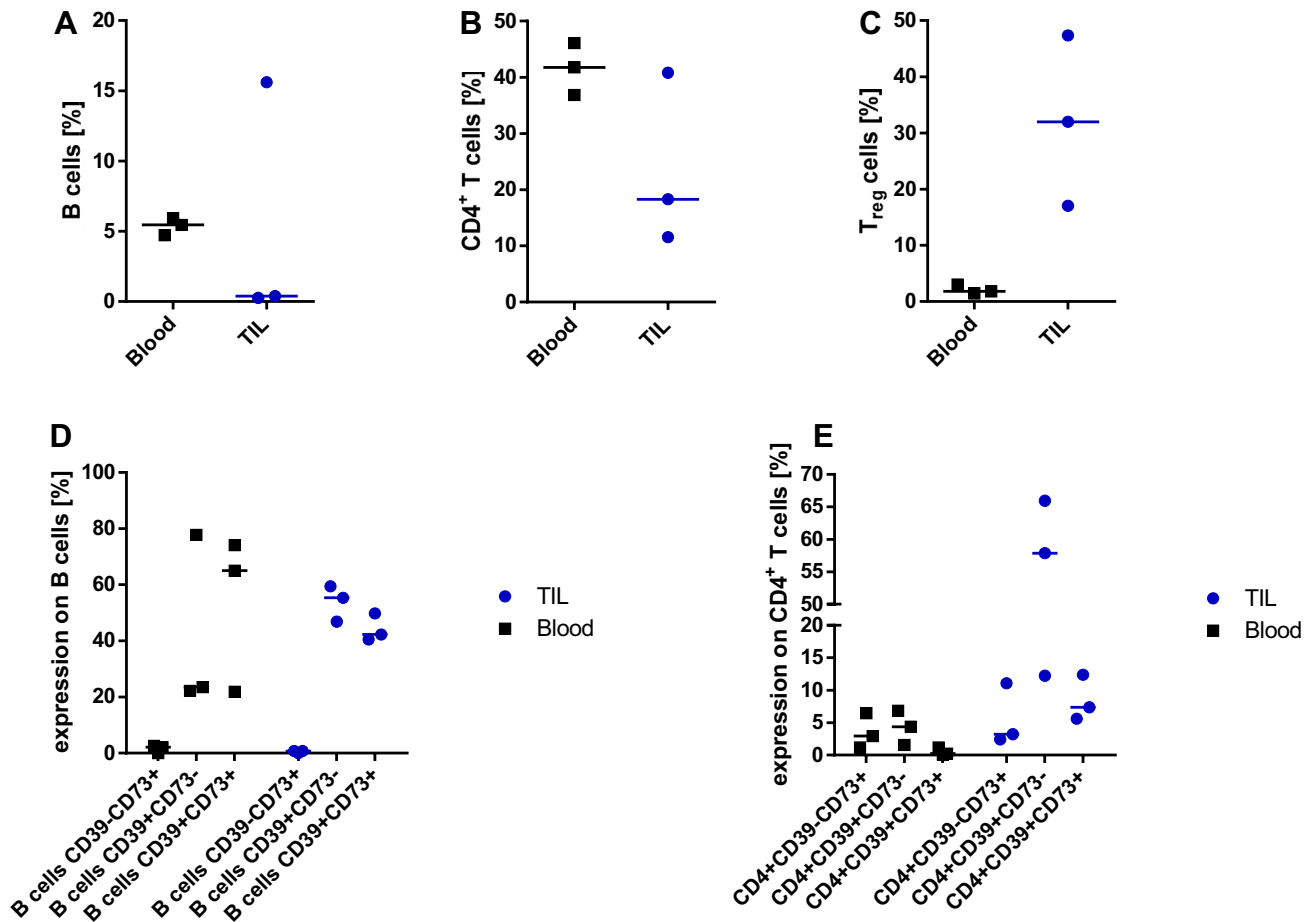 A
B cells [%]
20
15
10
5
0
Blood
TIL
B
CD4⁺ T cells [%]
50
40
30
20
10
0
Blood
TIL
C
Treg cells [%]
50
40
30
20
10
0
Blood
TIL
D
expression on B cells [%]
100
80
60
40
20
0
B cells CD39-CD73+
B cells CD39+CD73-
B cells CD39+CD73+
B cells CD39-CD73+
B cells CD39+CD73-
B cells CD39+CD73+
TIL
Blood
E
expression on CD4⁺ T cells [%]
70
65
60
55
50
20
15
10
5
0
CD4+CD39-CD73+
CD4+CD39+CD73-
CD4+CD39+CD73+
CD4+CD39-CD73+
CD4+CD39+CD73-
CD4+CD39+CD73+
TIL
Blood